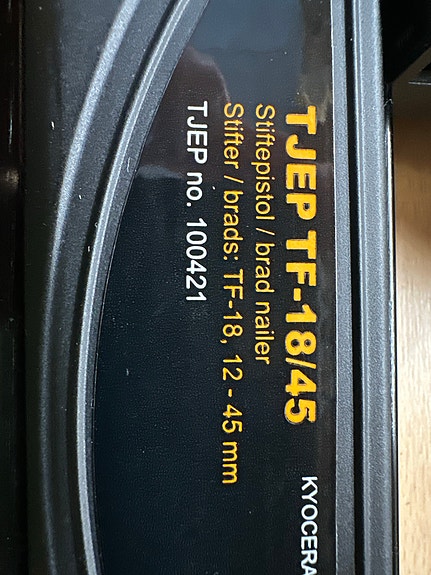 TJEP TF-18/45
Stiftepistol / brad nailer
Stifter / brads: TF-18, 12 - 45 mm
TJEP no. 100421
KYOCERA